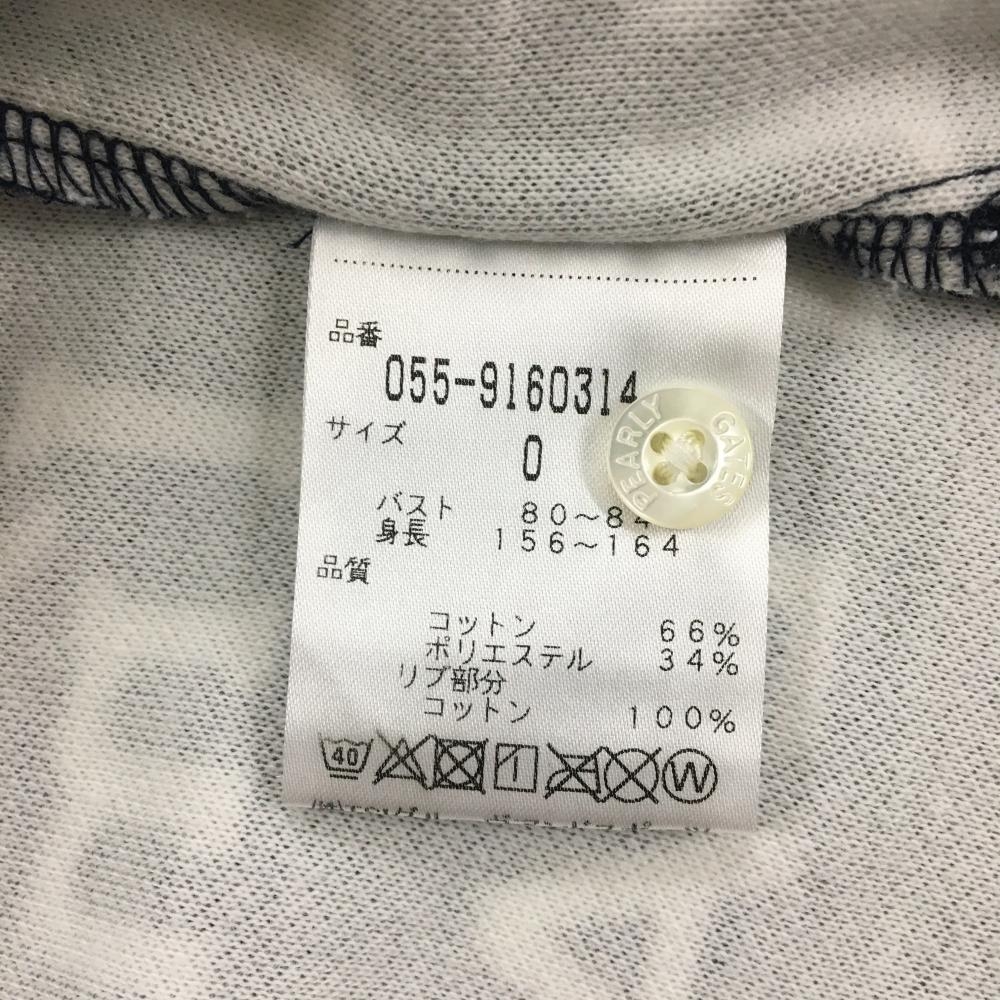 品番
055-9160314
サイズ
0
PEARLY GATES
バスト 80~84
身長 156~164
品質
コットン 66%
ポリエステル 34%
リブ部分
コットン 100%
40 W